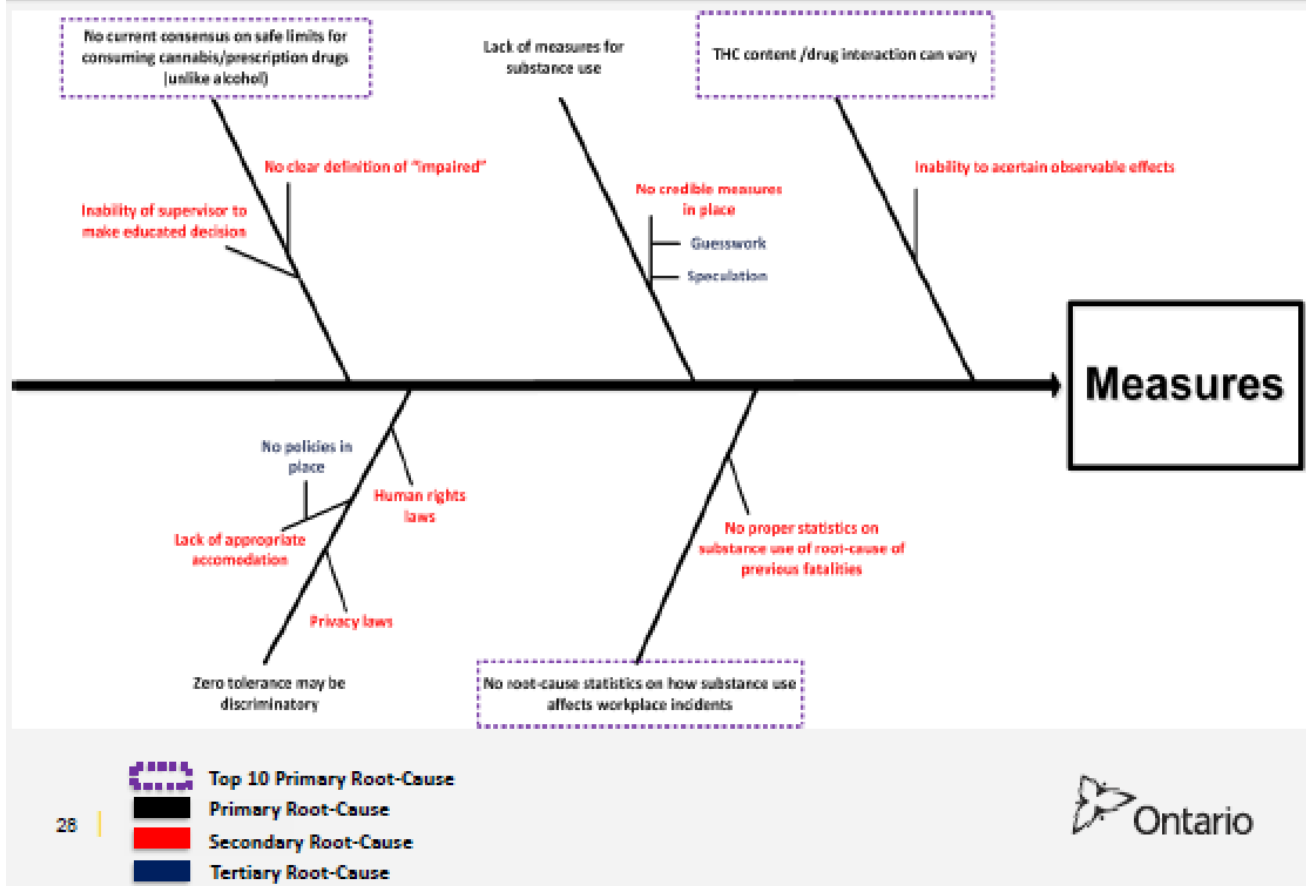 No current consensus on safe limits for
consuming cannabis/prescription drugs
(unlike alcohol)
Lack of measures for
substance use
THC content /drug interaction can vary
No clear definition of "impaired"
Inability of supervisor to
make educated decision
No credible measures
in place
Guesswork
Speculation
Inability to acertain observable effects
Measures
No policies in
place
Human rights
laws
Lack of appropriate
accomodation
Privacy laws
Zero tolerance may be
discriminatory
No proper statistics on
substance use of root-cause of
previous fatalities
No root-cause statistics on how substance use
affects workplace incidents
Top 10 Primary Root-Cause
Primary Root-Cause
Secondary Root-Cause
Tertiary Root-Cause
28
Ontario